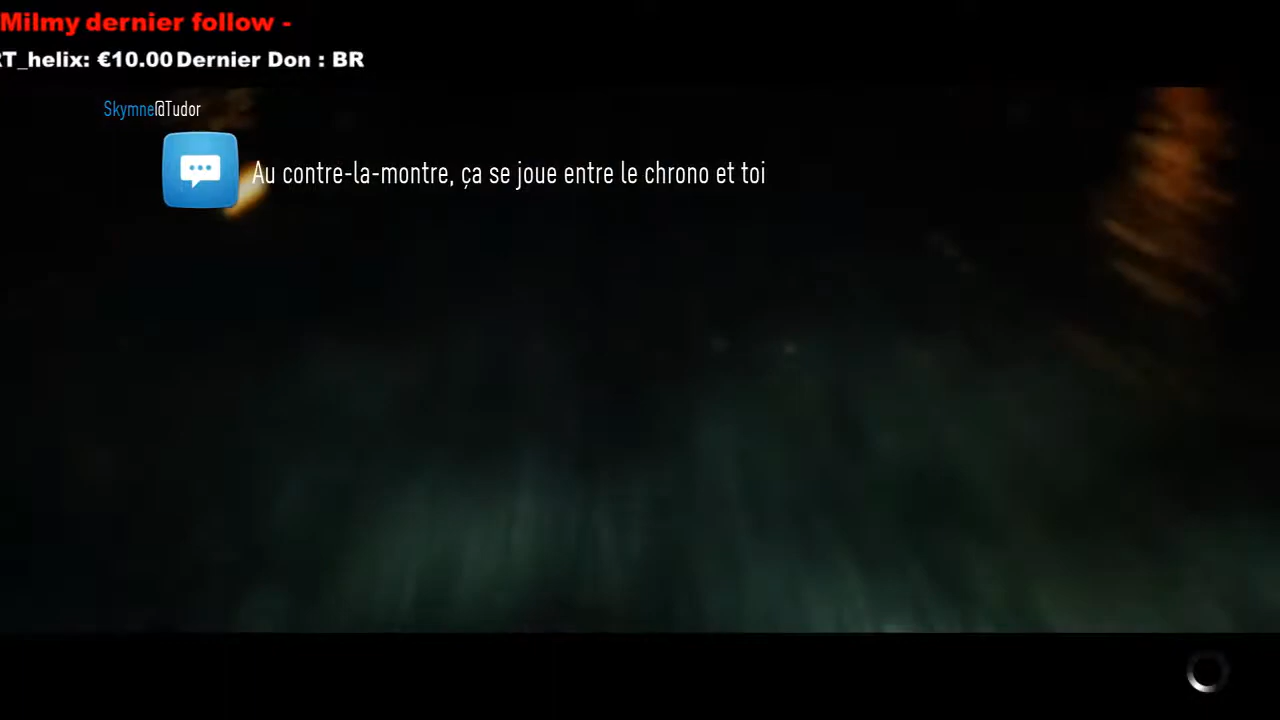 Milmy dernier follow -
RT_helix: €10.00 Dernier Don : BR
Skymne@Tudor
Au contre-la-montre, ça se joue entre le chrono et toi